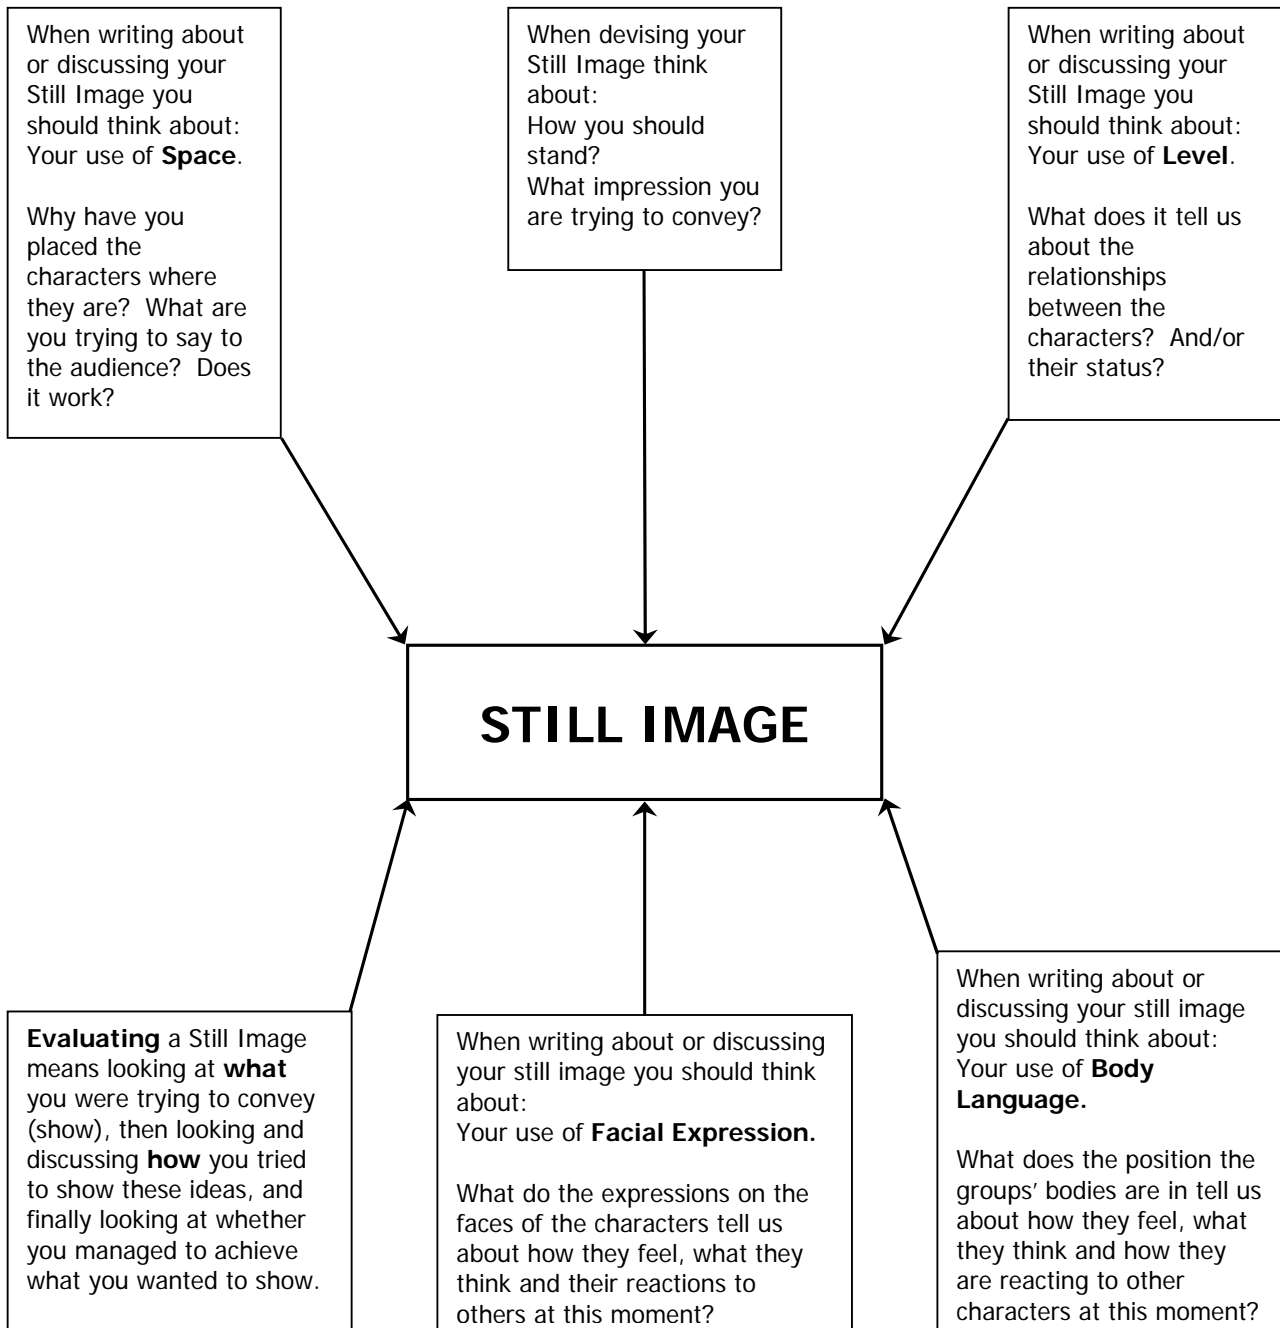 When writing about
or discussing your
Still Image you
should think about:
Your use of Space.
Why have you
placed the
characters where
they are?  What are
you trying to say to
the audience?  Does
it work?
When devising your
Still Image think
about:
How you should
stand?
What impression you
are trying to convey?
When writing about
or discussing your
Still Image you
should think about:
Your use of Level.
What does it tell us
about the
relationships
between the
characters?  And/or
their status?
STILL IMAGE
Evaluating a Still Image
means looking at what
you were trying to convey
(show), then looking and
discussing how you tried
to show these ideas, and
finally looking at whether
you managed to achieve
what you wanted to show.
When writing about or discussing
your still image you should think
about:
Your use of Facial Expression.
What do the expressions on the
faces of the characters tell us
about how they feel, what they
think and their reactions to
others at this moment?
When writing about or
discussing your still image
you should think about:
Your use of Body
Language.
What does the position the
groups’ bodies are in tell us
about how they feel, what
they think and how they
are reacting to other
characters at this moment?